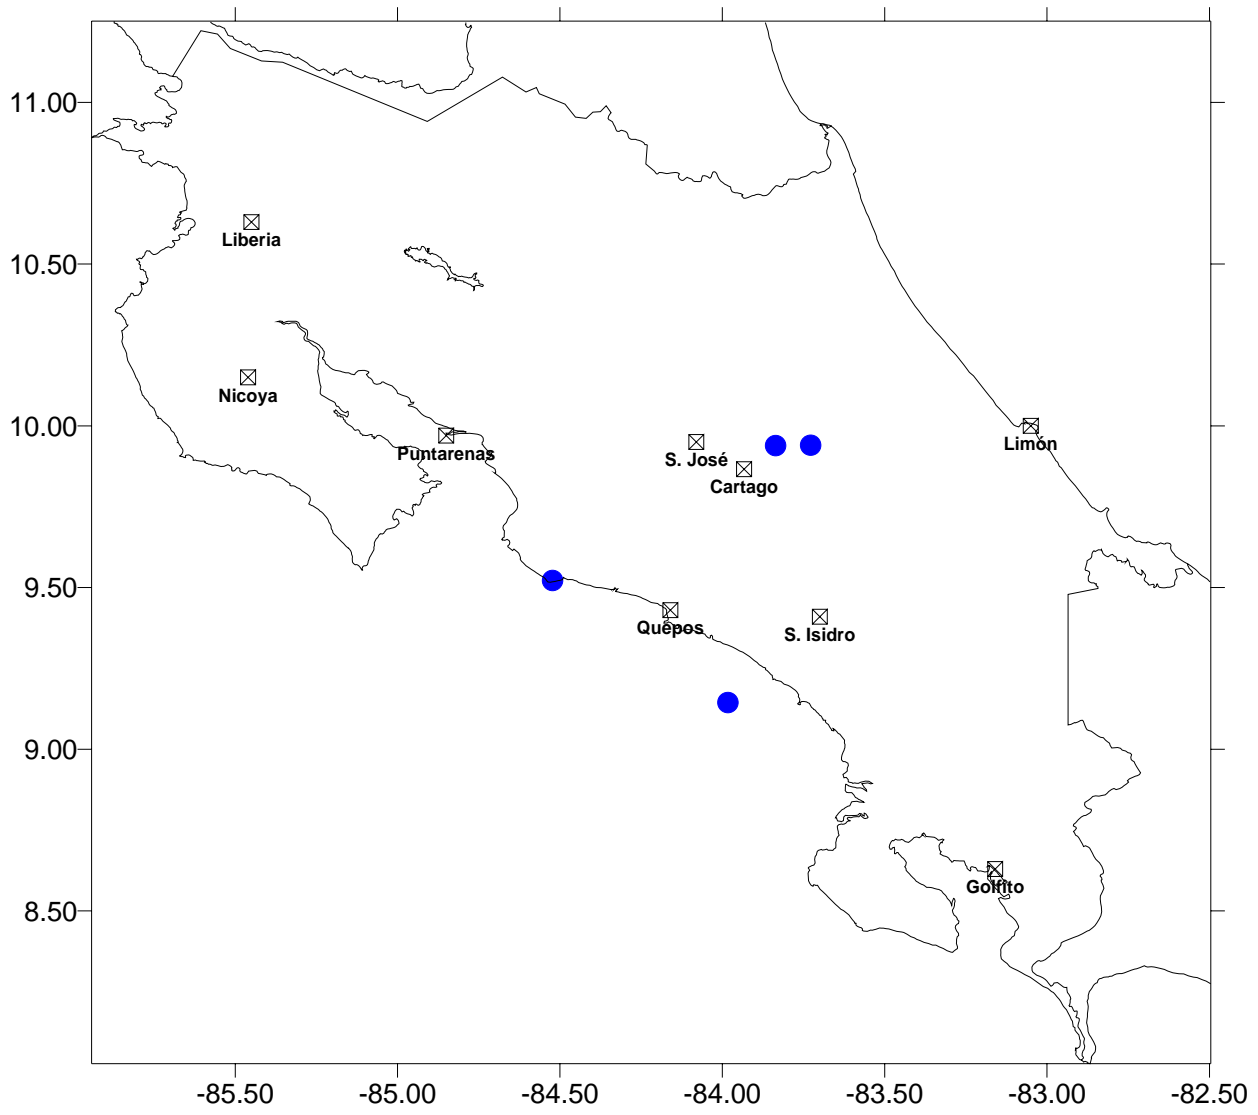 11.00
Liberia
10.50
Nicoya
10.00
Puntarenas
S. José
Limón
Cartago
9.50
Quepos
S. Isidro
9.00
Golfito
8.50
-85.50 -85.00 -84.50 -84.00 -83.50 -83.00 -82.50